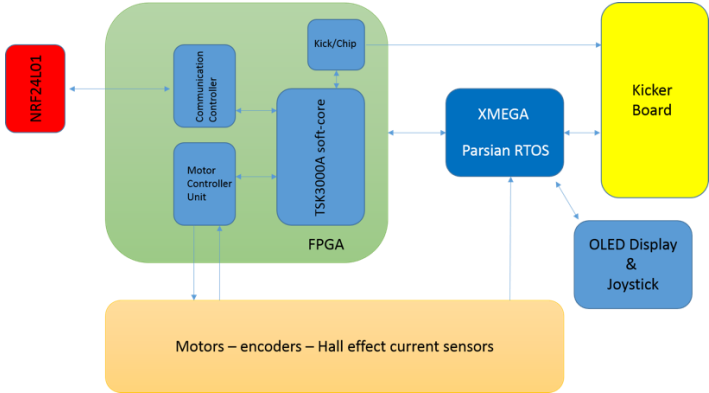 NRF24L01
Communication
Controller
Motor
Controller
Unit
Kick/Chip
TSK3000A soft-core
FPGA
XMEGA
Parsian RTOS
Kicker
Board
OLED Display
&
Joystick
Motors – encoders – Hall effect current sensors